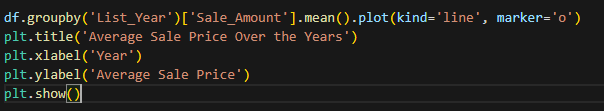 df.groupby('List_Year')['Sale_Amount'].mean().plot(kind='line', marker='o')
plt.title('Average Sale Price Over the Years')
plt.xlabel('Year')
plt.ylabel('Average Sale Price')
plt.show()